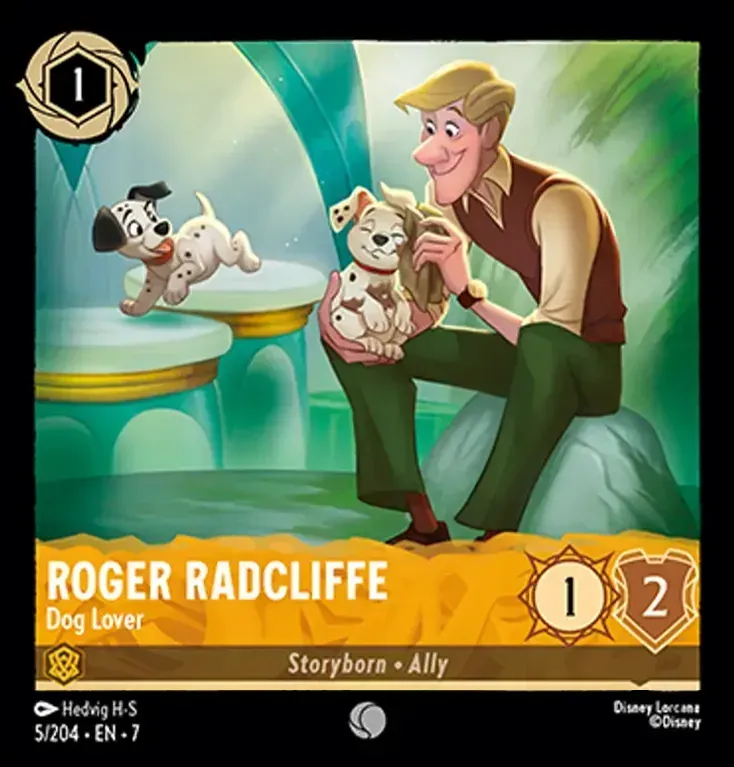 1
ROGER RADCLIFFE
Dog Lover
1 2
Storyborn • Ally
Hedvig H-S
5/204 • EN • 7
Disney Lorcana
©Disney